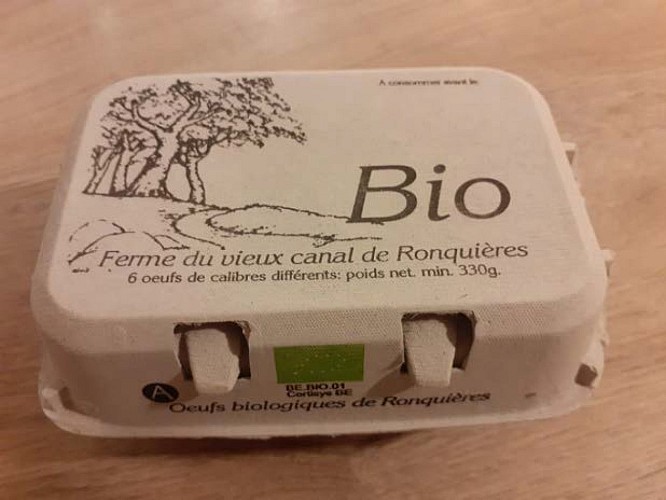 A consommer avant le
Bio
Ferme du vieux canal de Ronquières
6 oeufs de calibres différents: poids net. min. 330g.
BE.BIO.01
Certisys BE
A
Oeufs biologiques de Ronquières